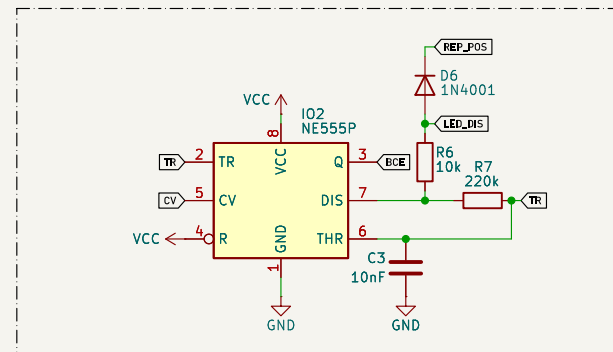 REP_POS
D6
1N4001
VCC
IO2
NE555P
LED_DIS
8
VCC
R6
10k
R7
220k
TR
2
TR
Q
3
BCE
CV
5
CV
DIS
7
TR
VCC
4
R
GND
THR
6
1
C3
10nF
GND
GND